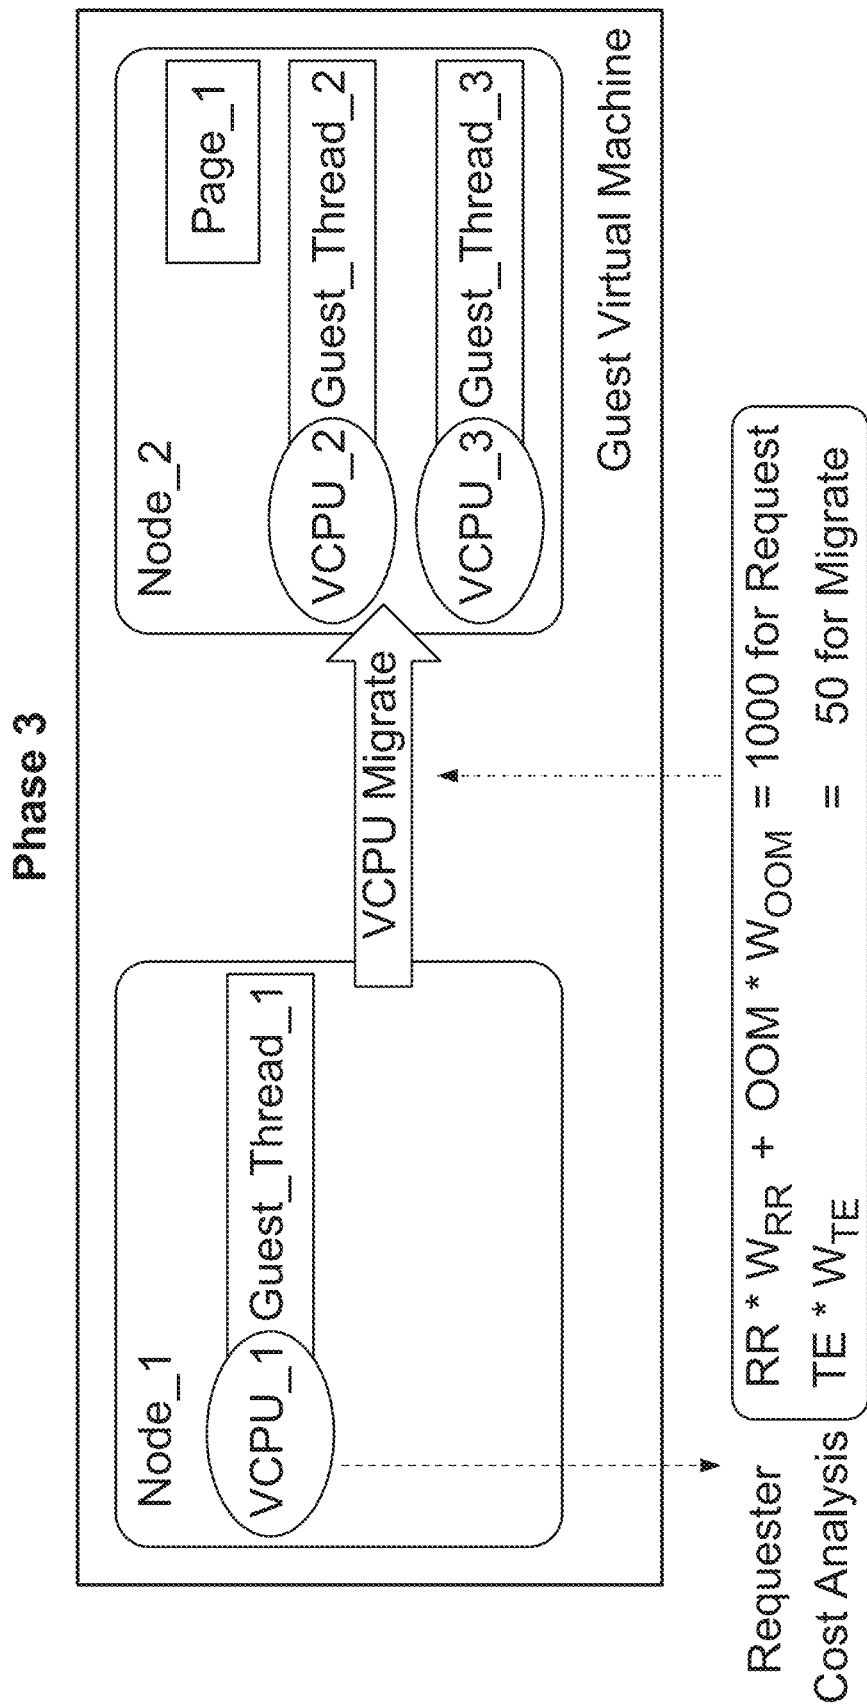 Phase 3
Node_1
VCPU_1 Guest_Thread_1
VCPU Migrate
Node_2
Page_1
VCPU_2 Guest_Thread_2
VCPU_3 Guest_Thread_3
Guest Virtual Machine
Requester
Cost Analysis
RR * W_RR + OOM * W_OOM = 1000 for Request
TE * W_TE = 50 for Migrate